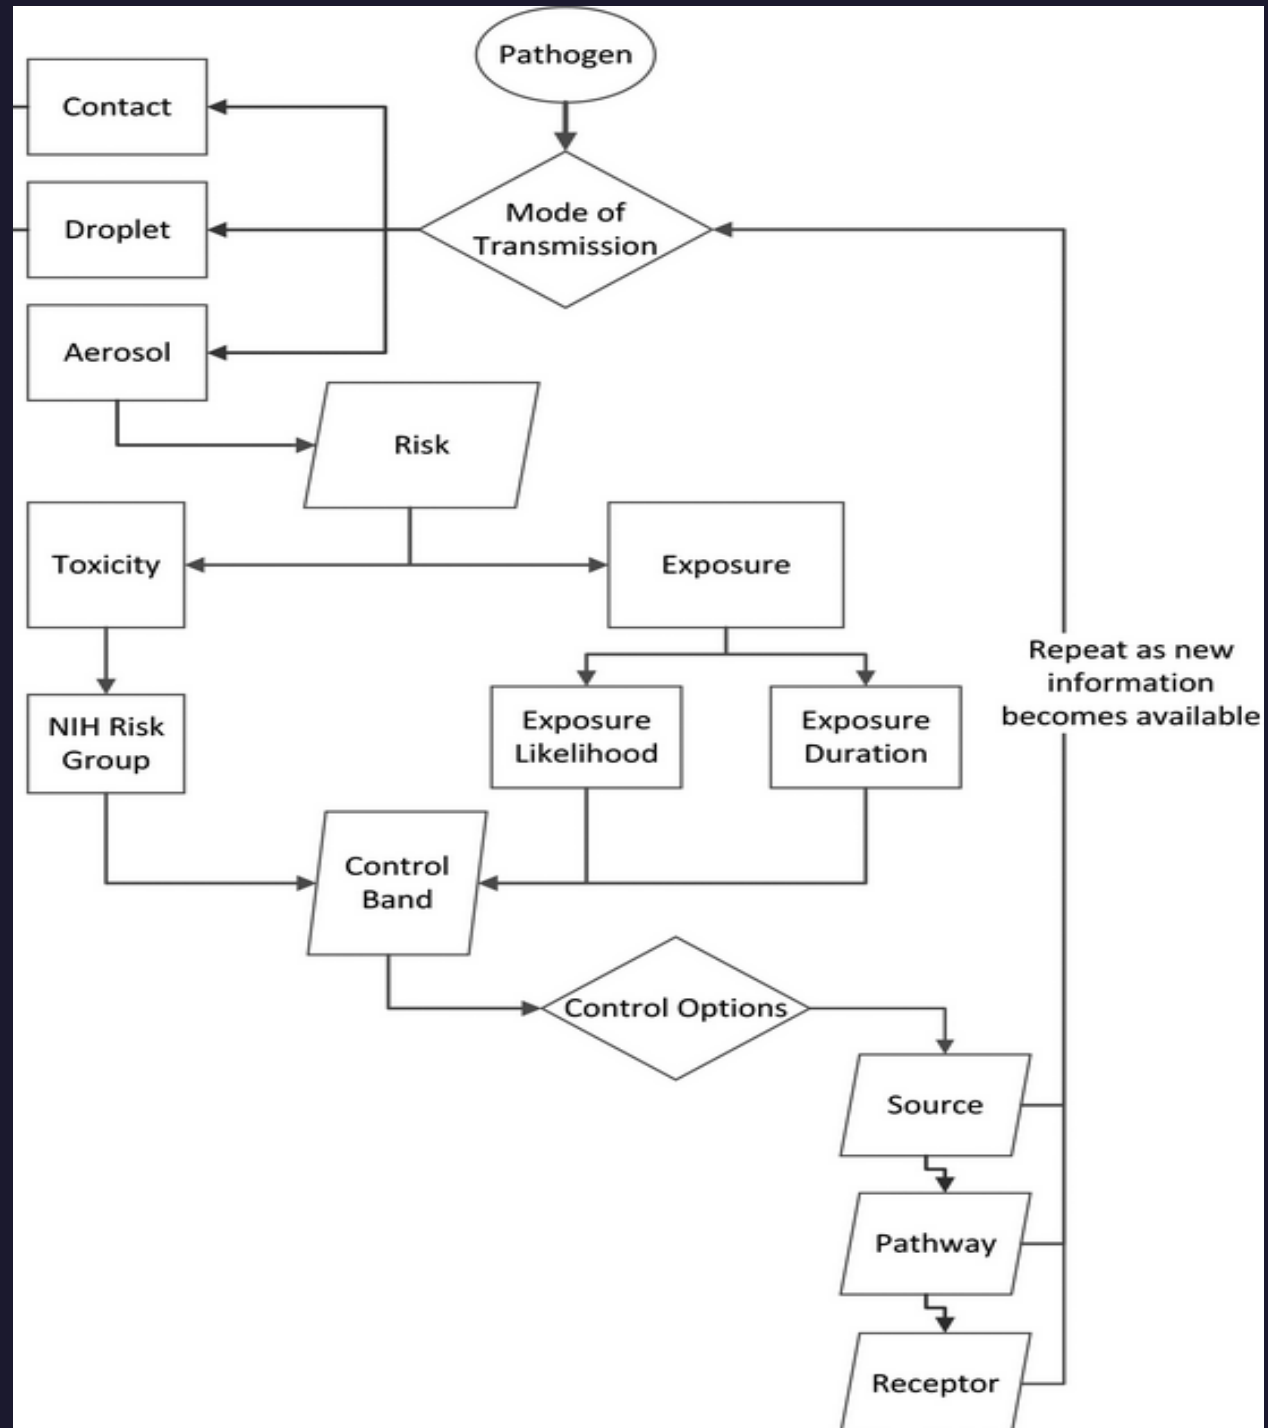 Pathogen
Contact
Mode of
Transmission
Droplet
Aerosol
Risk
Toxicity
Exposure
Repeat as new
information
becomes available
NIH Risk
Group
Exposure
Likelihood
Exposure
Duration
Control
Band
Control Options
Source
Pathway
Receptor